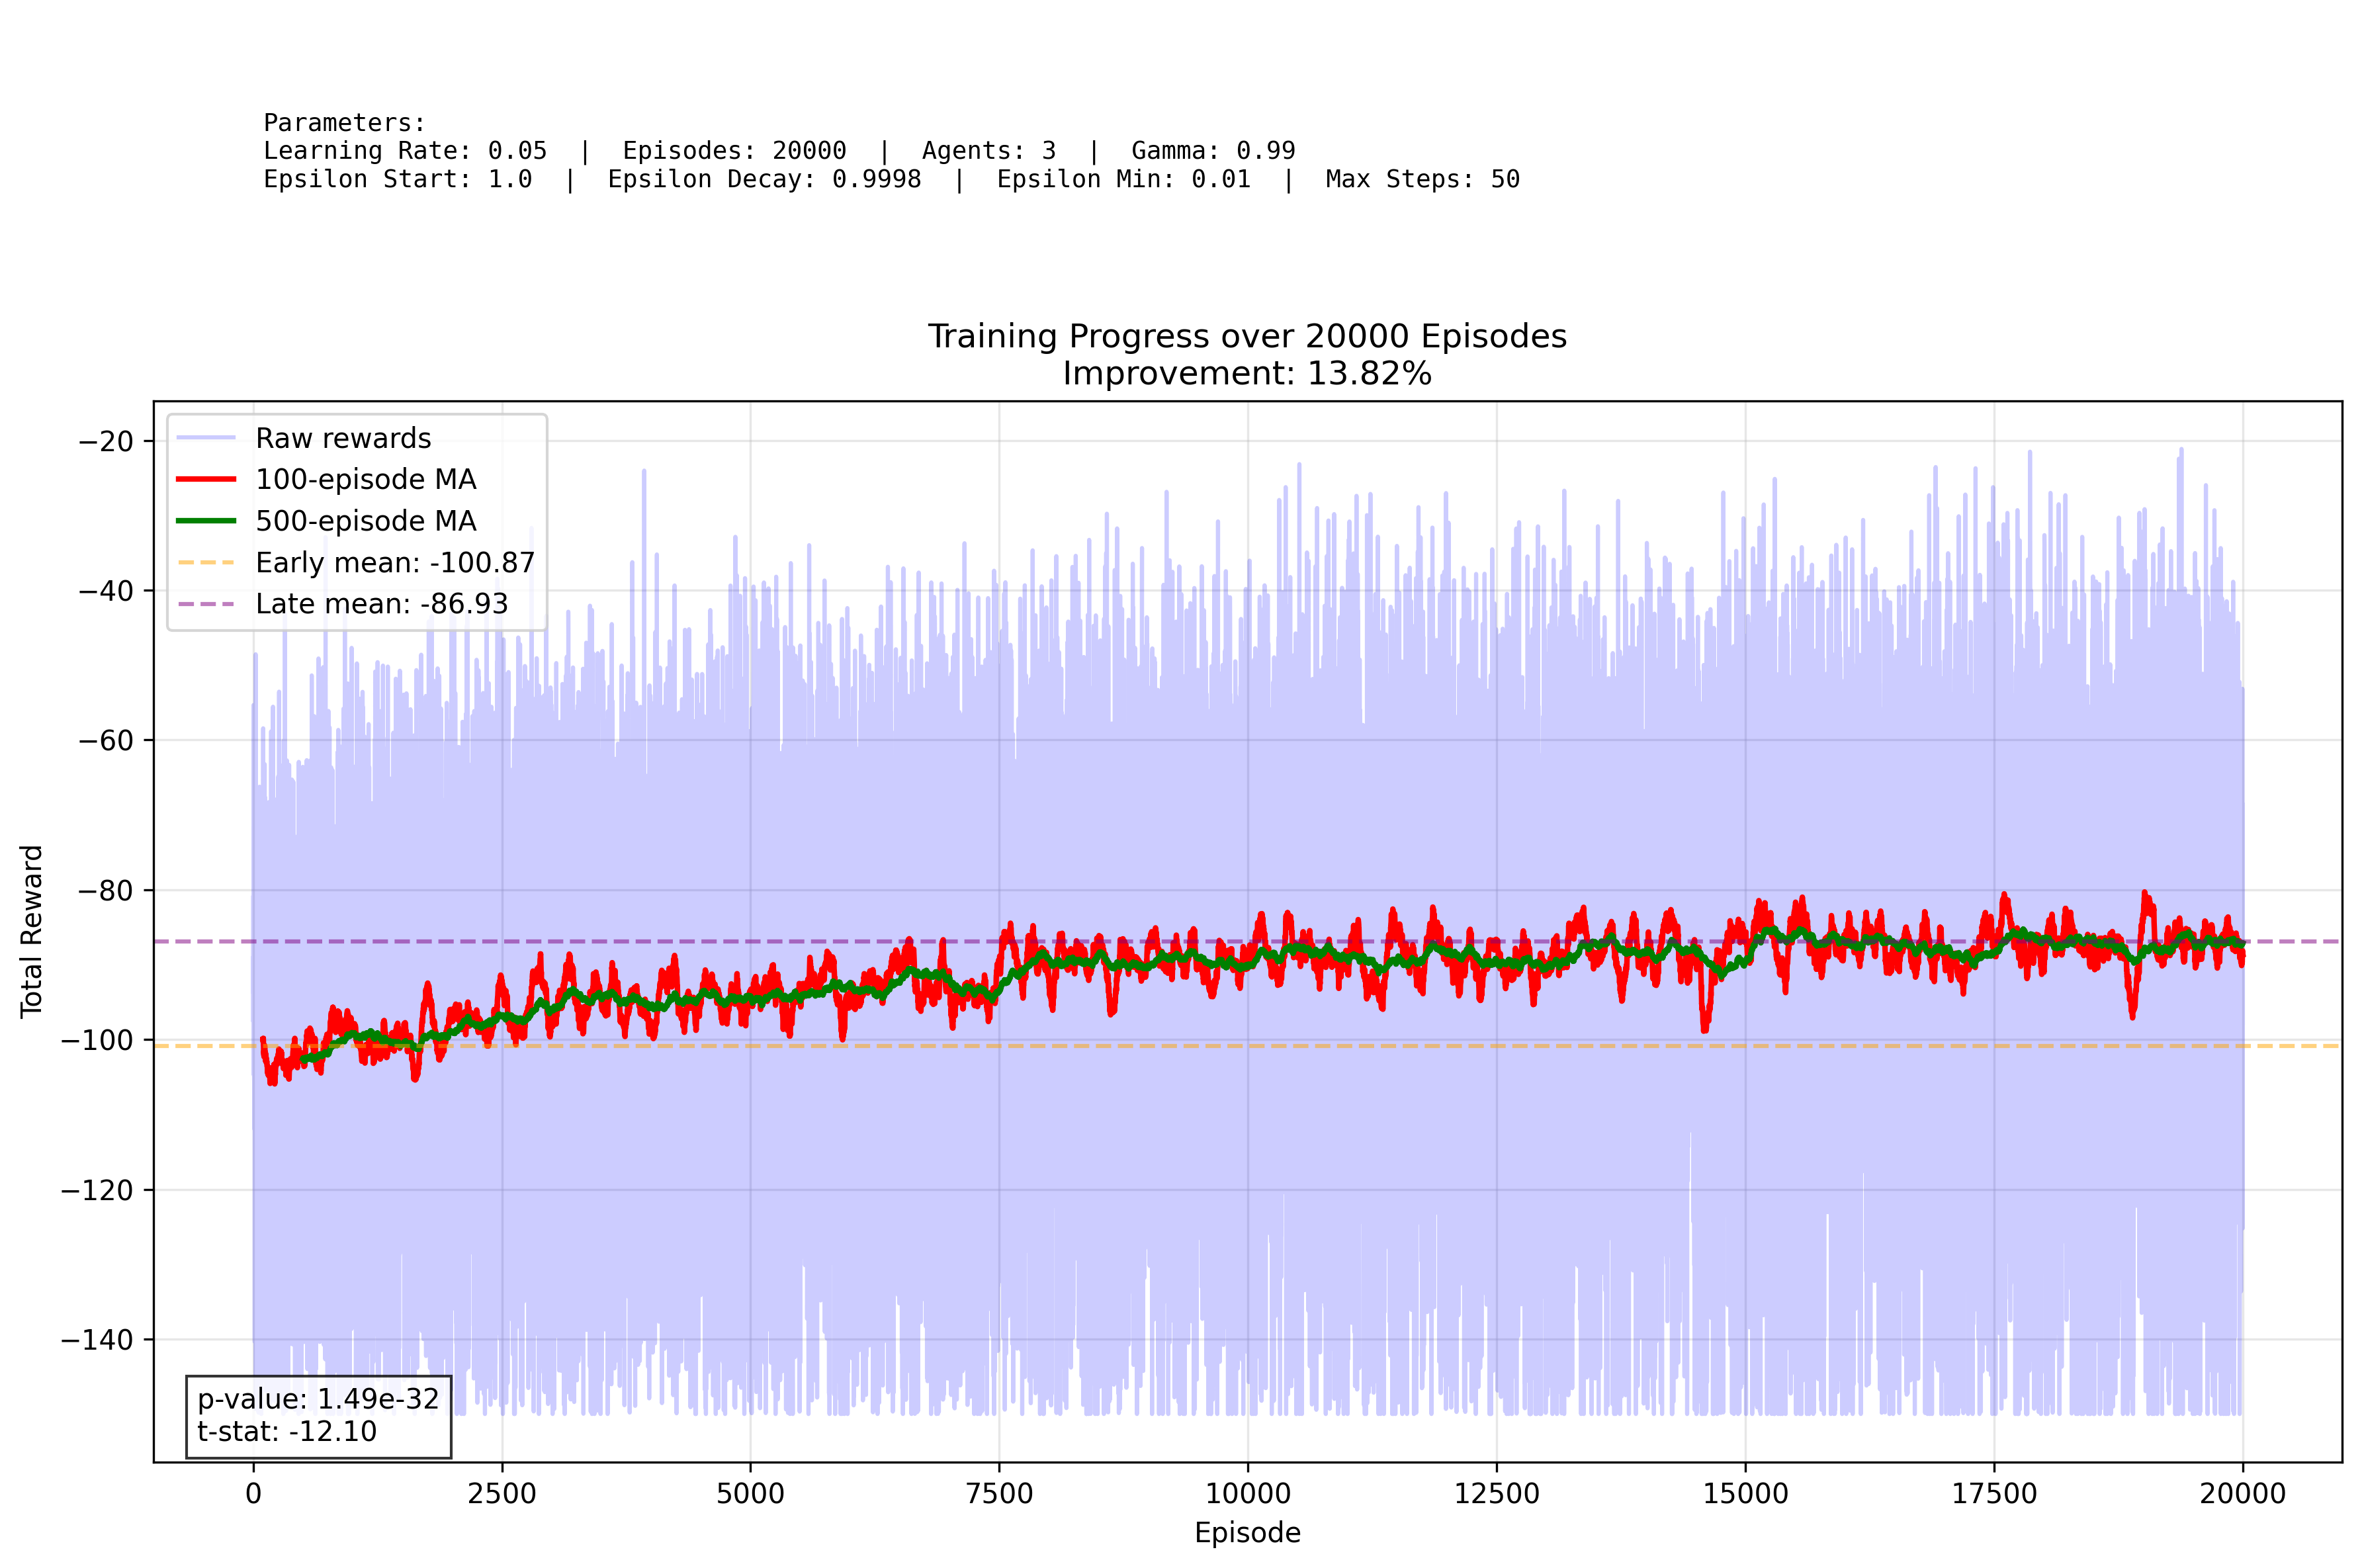 Parameters:
Learning Rate: 0.05  |  Episodes: 20000  |  Agents: 3  |  Gamma: 0.99
Epsilon Start: 1.0  |  Epsilon Decay: 0.9998  |  Epsilon Min: 0.01  |  Max Steps: 50
Training Progress over 20000 Episodes
Improvement: 13.82%
Raw rewards
100-episode MA
500-episode MA
Early mean: -100.87
Late mean: -86.93
Total Reward
−20
−40
−60
−80
−100
−120
−140
p-value: 1.49e-32
t-stat: -12.10
0 2500 5000 7500 10000 12500 15000 17500 20000
Episode